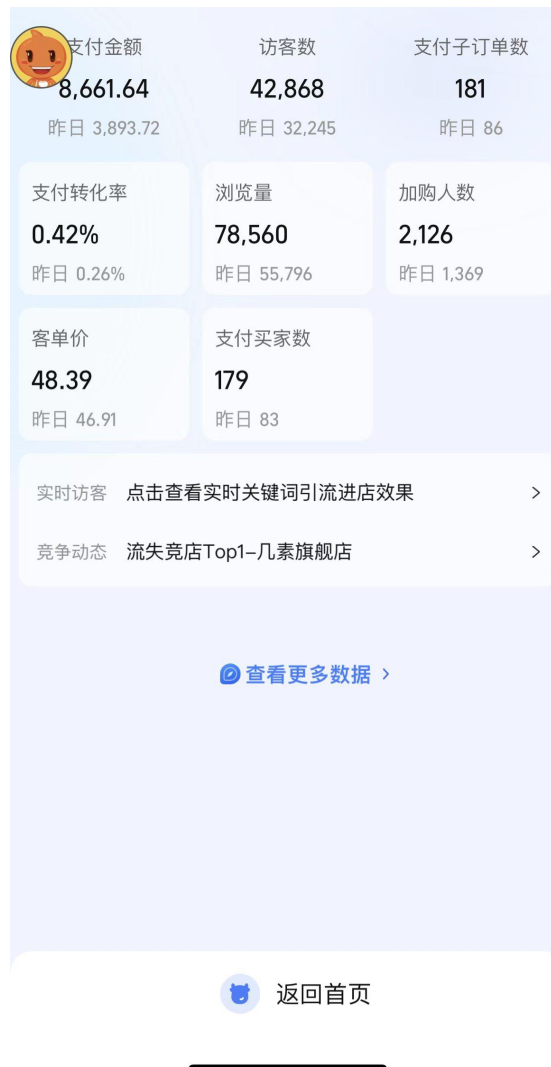 支付金额 访客数 支付子订单数
8,661.64 42,868 181
昨日 3,893.72 昨日 32,245 昨日 86
支付转化率 浏览量 加购人数
0.42% 78,560 2,126
昨日 0.26% 昨日 55,796 昨日 1,369
客单价 支付买家数
48.39 179
昨日 46.91 昨日 83
实时访客 点击查看实时关键词引流进店效果
竞争动态 流失竞店Top1-几素旗舰店
查看更多数据
返回首页